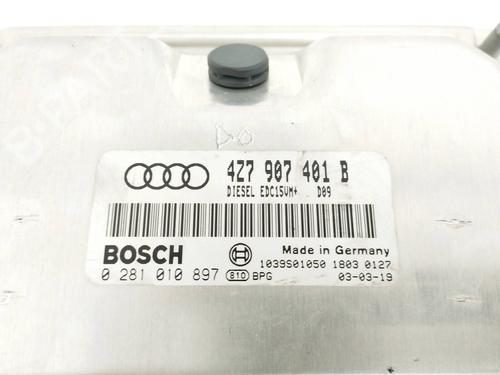 4Z7 907 401 B
DIESEL EDC15VM+ D09
BOSCH
Made in Germany
1039S01050 1803 0127
0 281 010 897 810 BPG 03-03-19